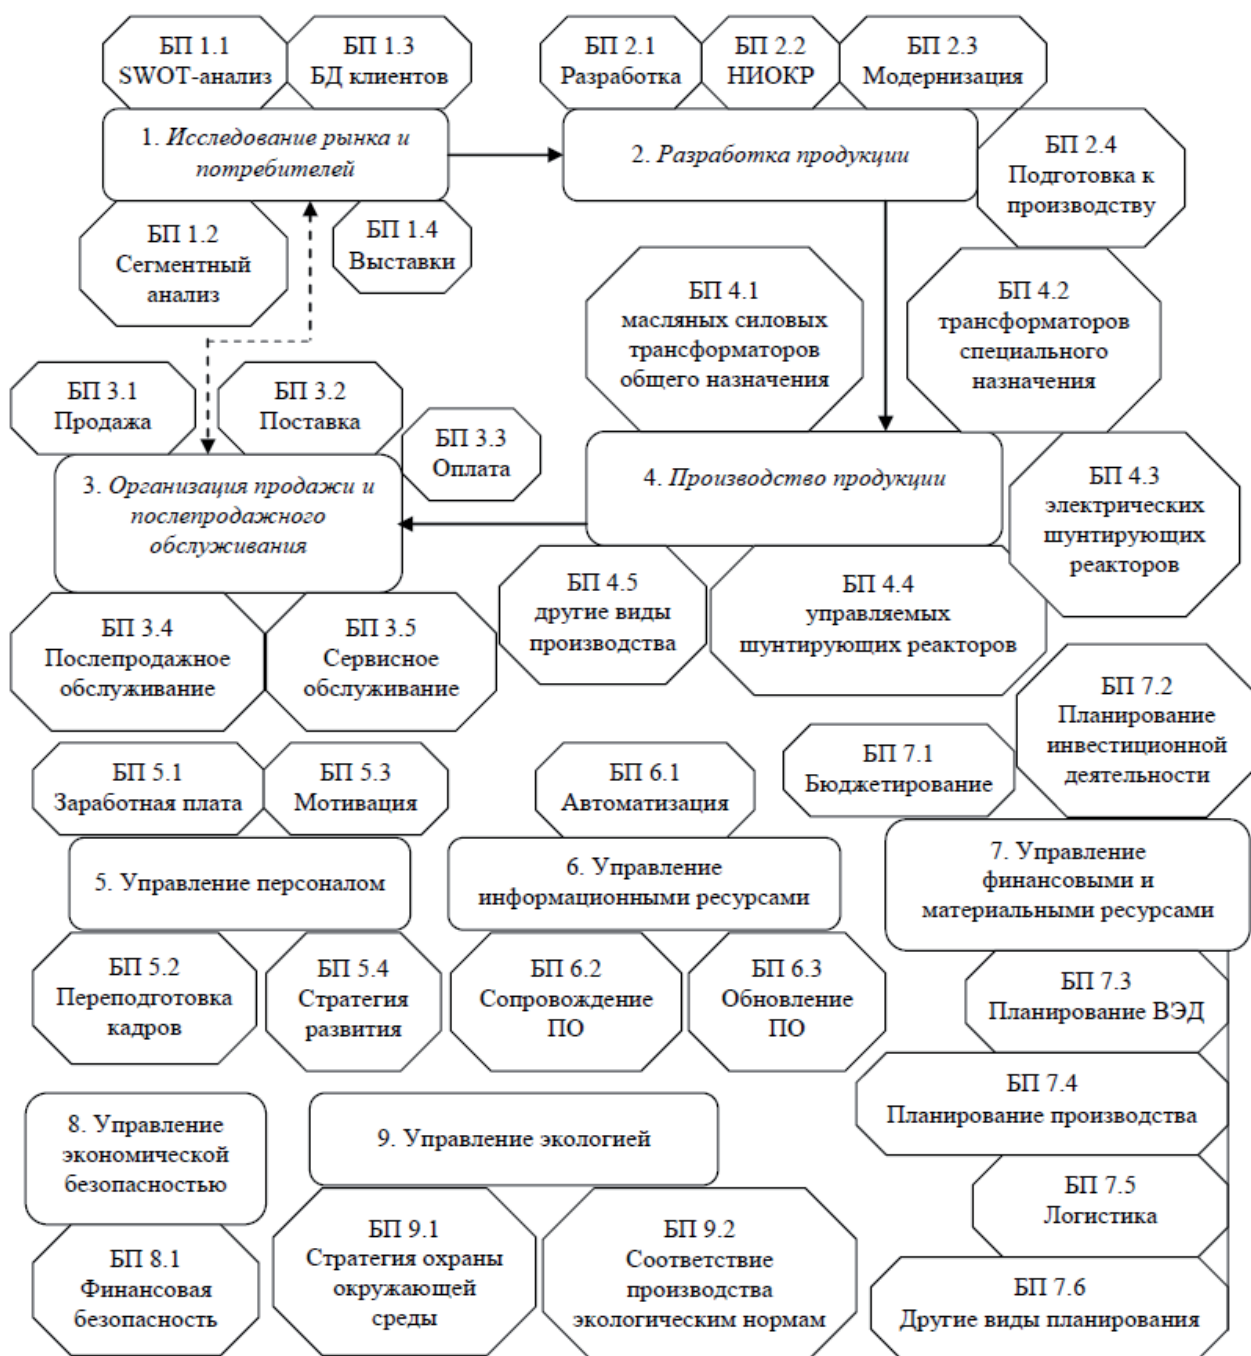 БП 1.1
SWOT-анализ
БП 1.3
БД клиентов
БП 2.1
Разработка
БП 2.2
НИОКР
БП 2.3
Модернизация
1. Исследование рынка и
потребителей
2. Разработка продукции
БП 2.4
Подготовка к
производству
БП 1.2
Сегментный
анализ
БП 1.4
Выставки
БП 4.1
масляных силовых
трансформаторов
общего назначения
БП 4.2
трансформаторов
специального
назначения
БП 3.1
Продажа
БП 3.2
Поставка
БП 3.3
Оплата
3. Организация продажи и
послепродажного
обслуживания
4. Производство продукции
БП 4.3
электрических
шунтирующих
реакторов
БП 4.5
другие виды
производства
БП 4.4
управляемых
шунтирующих реакторов
БП 3.4
Послепродажное
обслуживание
БП 3.5
Сервисное
обслуживание
БП 7.2
Планирование
инвестиционной
деятельности
БП 7.1
Бюджетирование
БП 5.1
Заработная плата
БП 5.3
Мотивация
БП 6.1
Автоматизация
5. Управление персоналом
6. Управление
информационными ресурсами
7. Управление
финансовыми и
материальными ресурсами
БП 5.2
Переподготовка
кадров
БП 5.4
Стратегия
развития
БП 6.2
Сопровождение
ПО
БП 6.3
Обновление
ПО
БП 7.3
Планирование ВЭД
БП 7.4
Планирование производства
8. Управление
экономической
безопасностью
9. Управление экологией
БП 7.5
Логистика
БП 8.1
Финансовая
безопасность
БП 9.1
Стратегия охраны
окружающей
среды
БП 9.2
Соответствие
производства
экологическим нормам
БП 7.6
Другие виды планирования